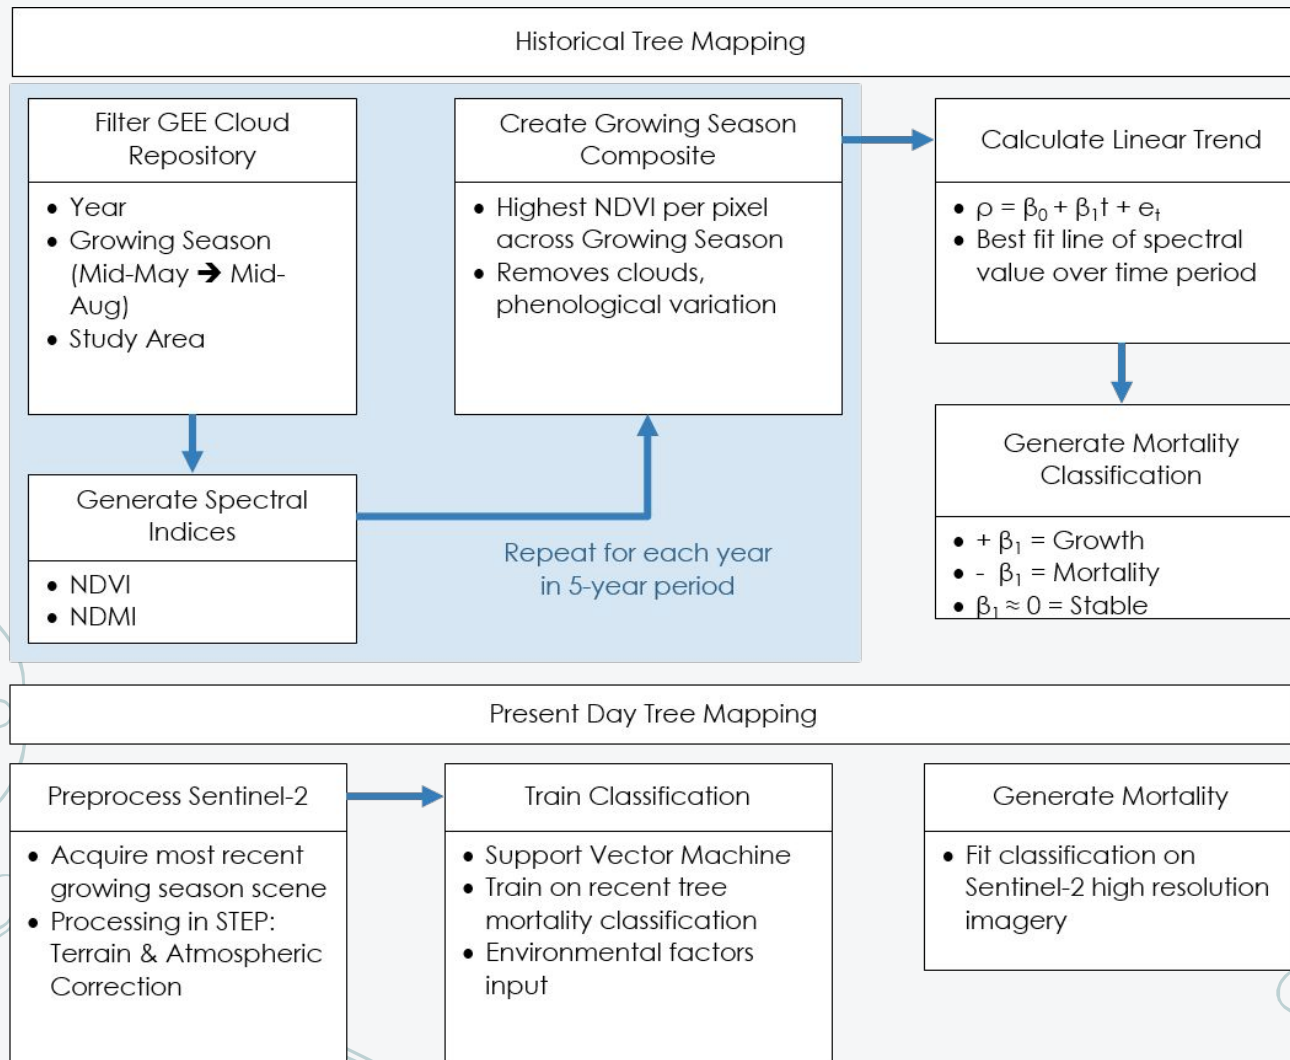 Historical Tree Mapping
Filter GEE Cloud
Repository
• Year
• Growing Season
(Mid-May ➔ Mid-
Aug)
• Study Area
Generate Spectral
Indices
• NDVI
• NDMI
Create Growing Season
Composite
• Highest NDVI per pixel
across Growing Season
• Removes clouds,
phenological variation
Repeat for each year
in 5-year period
Calculate Linear Trend
• ρ = β₀ + β₁t + eₜ
• Best fit line of spectral
value over time period
Generate Mortality
Classification
• + β₁ = Growth
• - β₁ = Mortality
• β₁ ≈ 0 = Stable
Present Day Tree Mapping
Preprocess Sentinel-2
• Acquire most recent
growing season scene
• Processing in STEP:
Terrain & Atmospheric
Correction
Train Classification
• Support Vector Machine
• Train on recent tree
mortality classification
• Environmental factors
input
Generate Mortality
• Fit classification on
Sentinel-2 high resolution
imagery